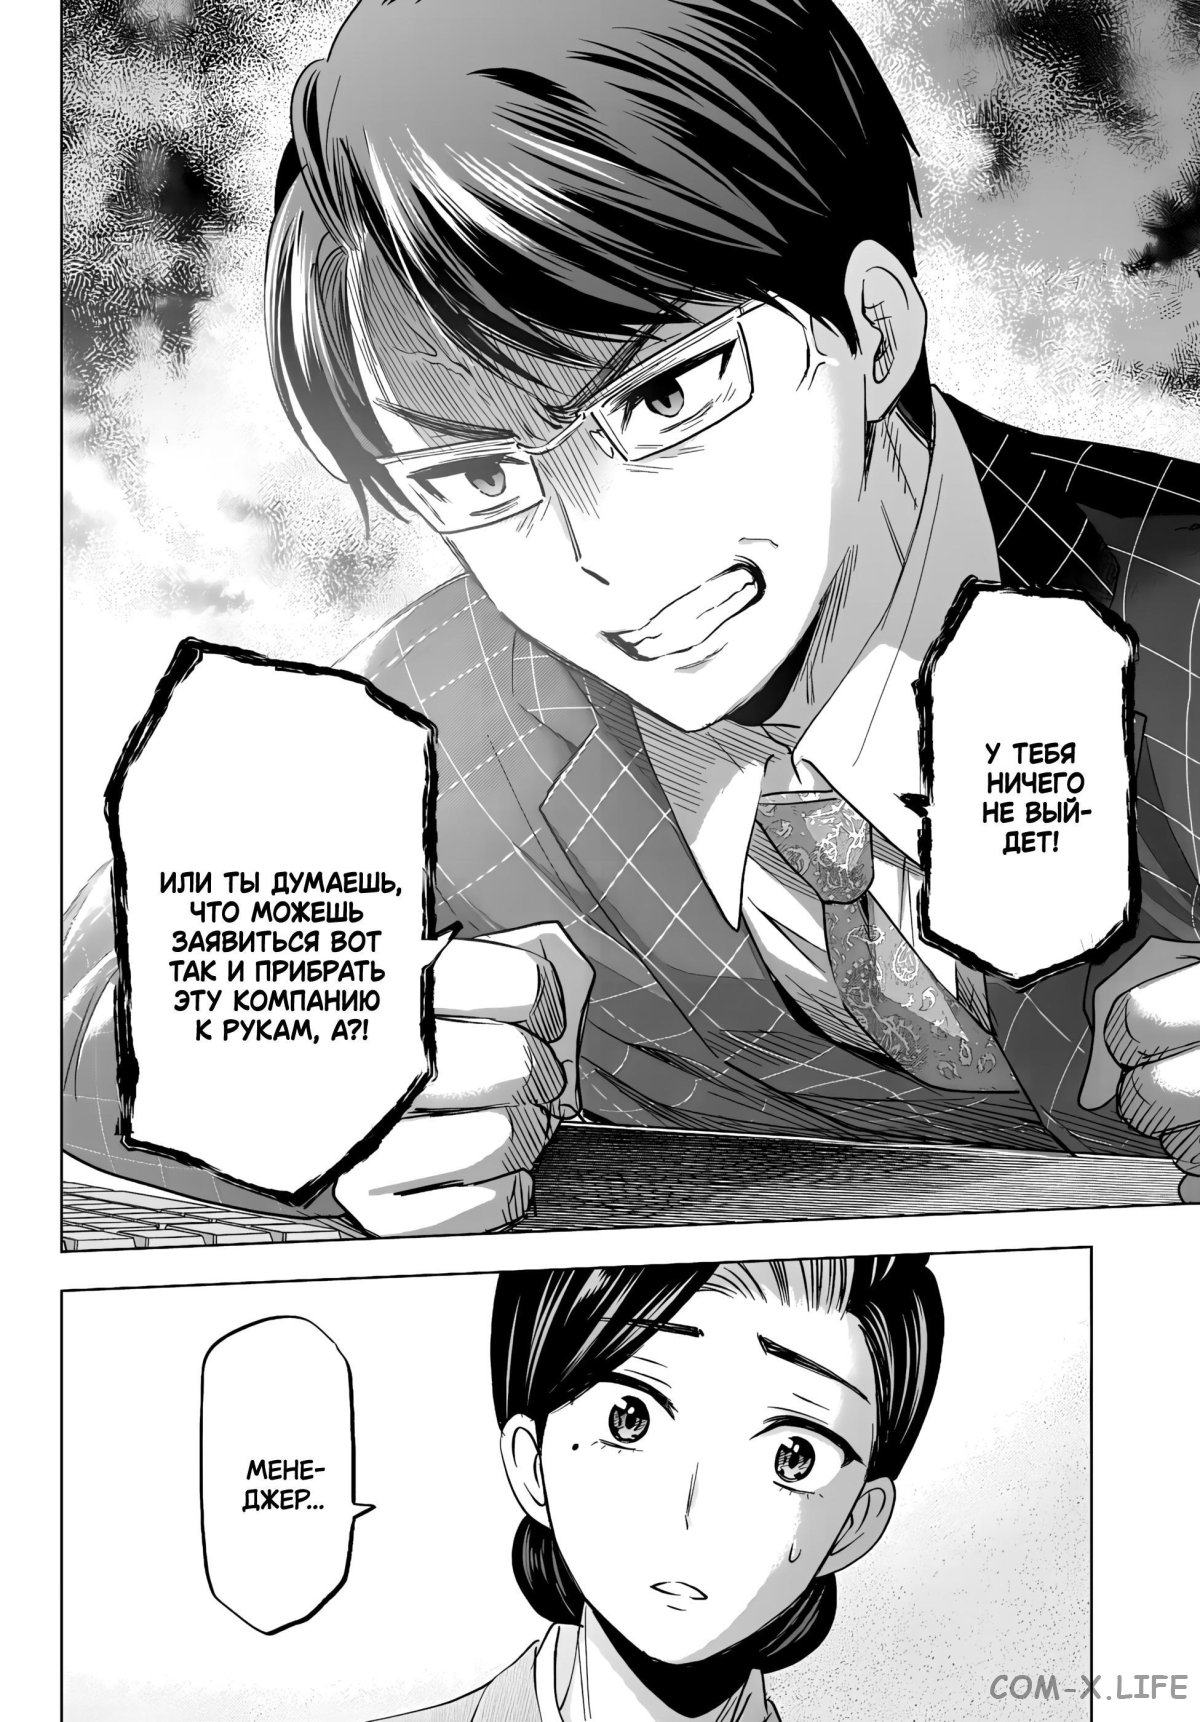 У ТЕБЯ
НИЧЕГО
НЕ ВЫЙ-
ДЕТ!
ИЛИ ТЫ ДУМАЕШЬ,
ЧТО МОЖЕШЬ
ЗАЯВИТЬСЯ ВОТ
ТАК И ПРИБРАТЬ
ЭТУ КОМПАНИЮ
К РУКАМ, А?!
МЕНЕ-
ДЖЕР...
COM-X.LIFE